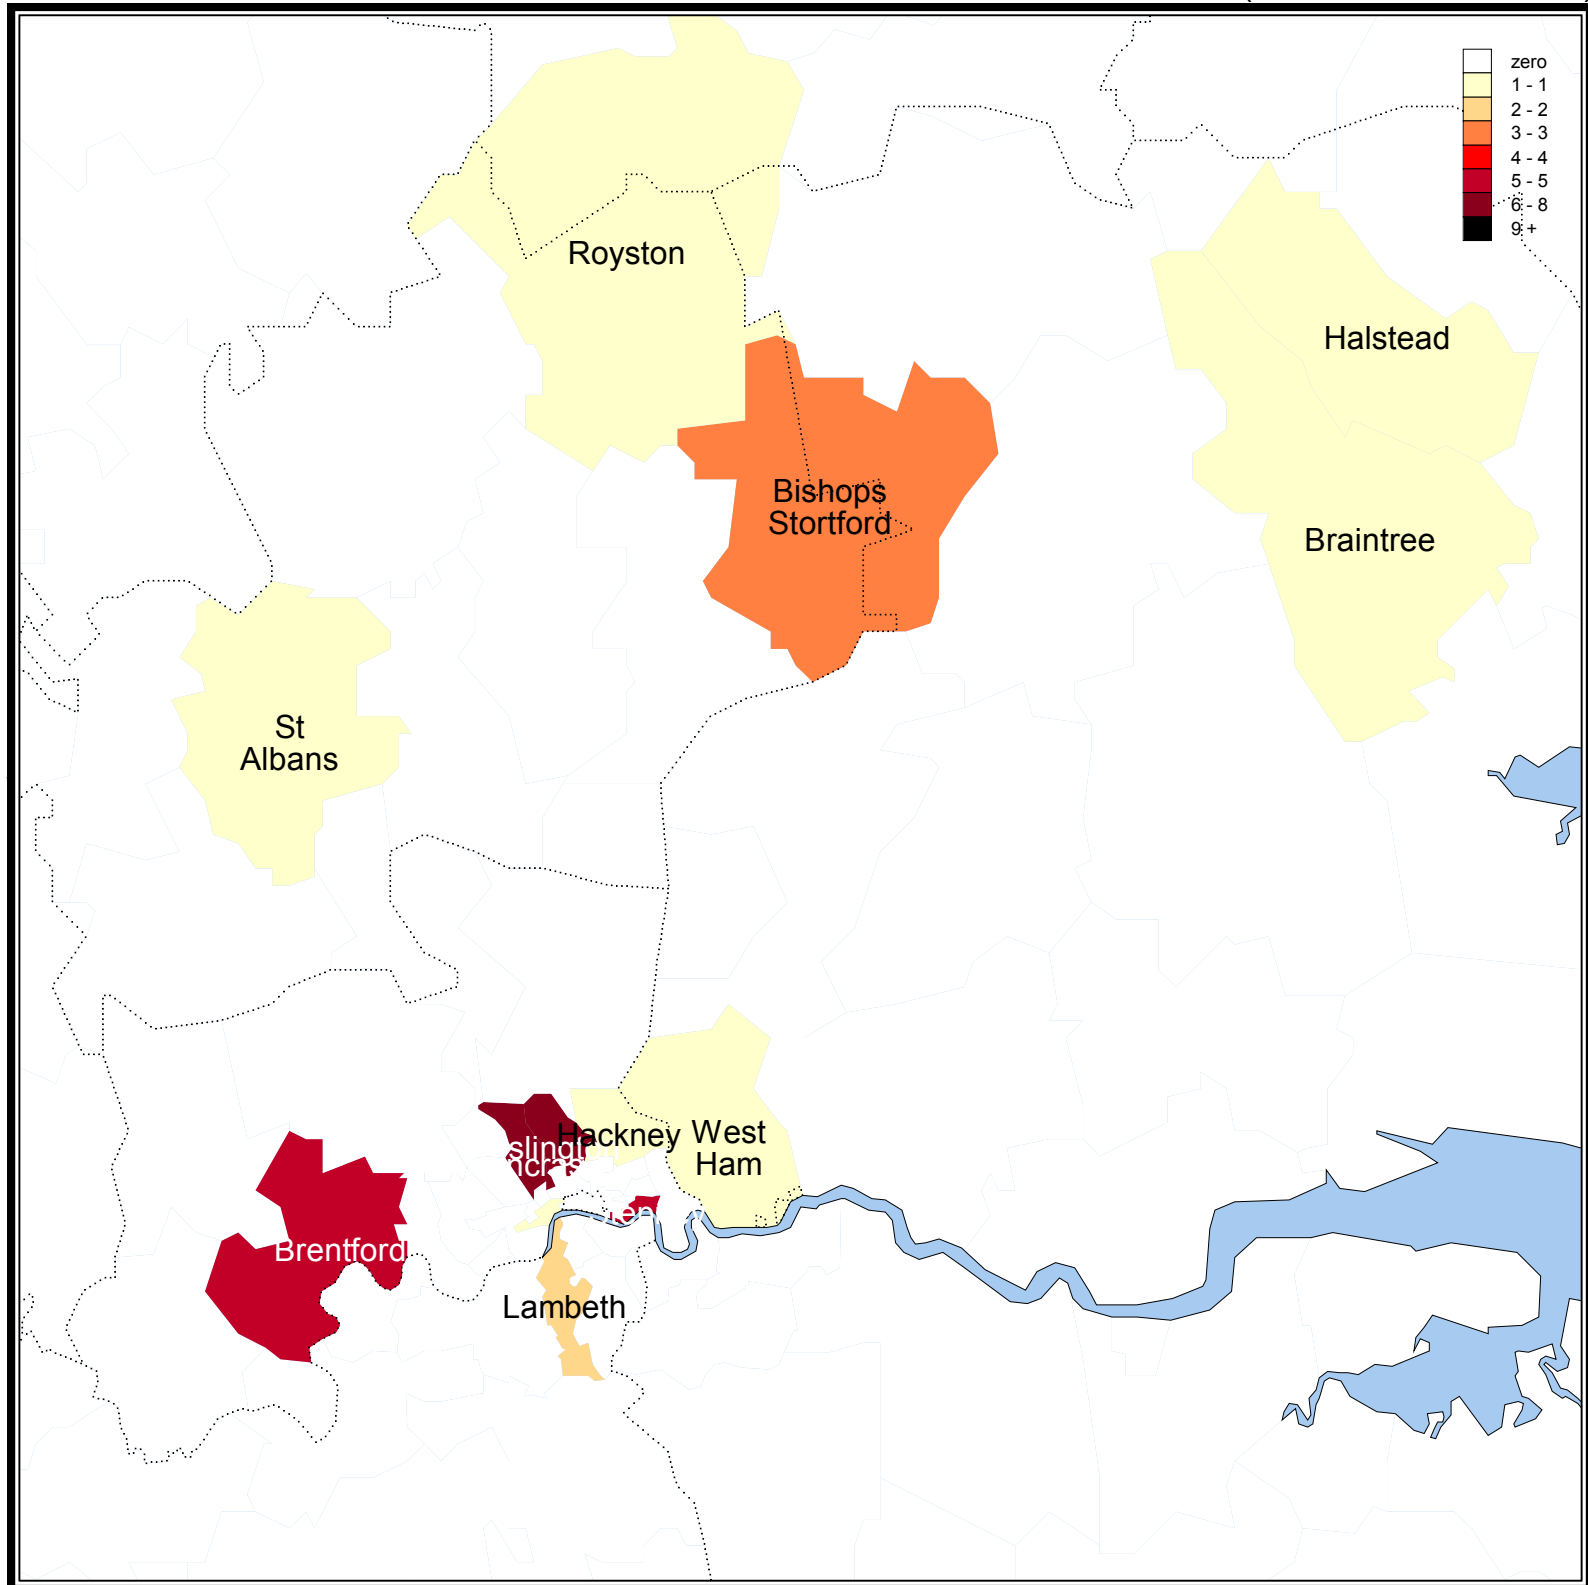 zero
1 - 1
2 - 2
3 - 3
4 - 4
5 - 5
6 - 8
9 +
Royston
Halstead
Bishops
Stortford
Braintree
St
Albans
Hackney
West
Ham
Brentford
Lambeth